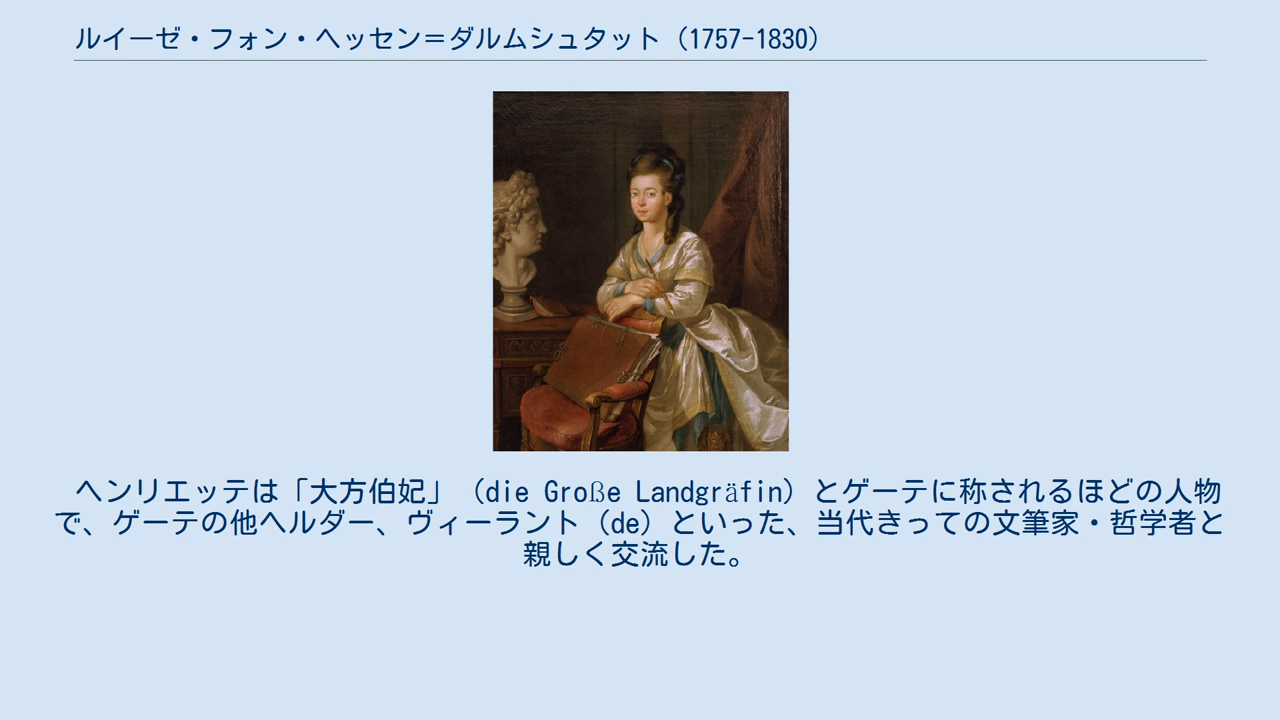 ルイーゼ・フォン・ヘッセン＝ダルムシュタット（1757-1830）
ヘンリエッテは「大方伯妃」（die Große Landgräfin）とゲーテに称されるほどの人物
で、ゲーテの他ヘルダー、ヴィーラント（de）といった、当代きっての文筆家・哲学者と
親しく交流した。